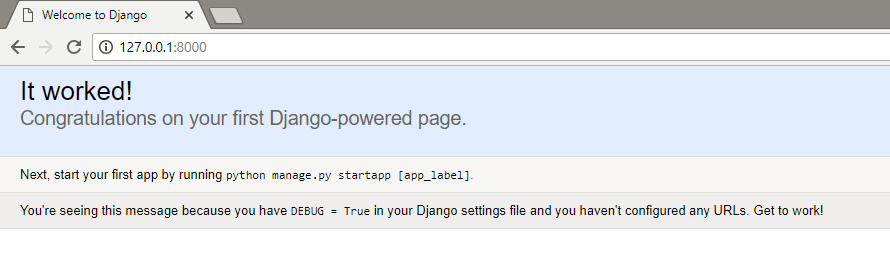 Welcome to Django
127.0.0.1:8000
It worked!
Congratulations on your first Django-powered page.
Next, start your first app by running python manage.py startapp [app_label].
You're seeing this message because you have DEBUG = True in your Django settings file and you haven't configured any URLs. Get to work!